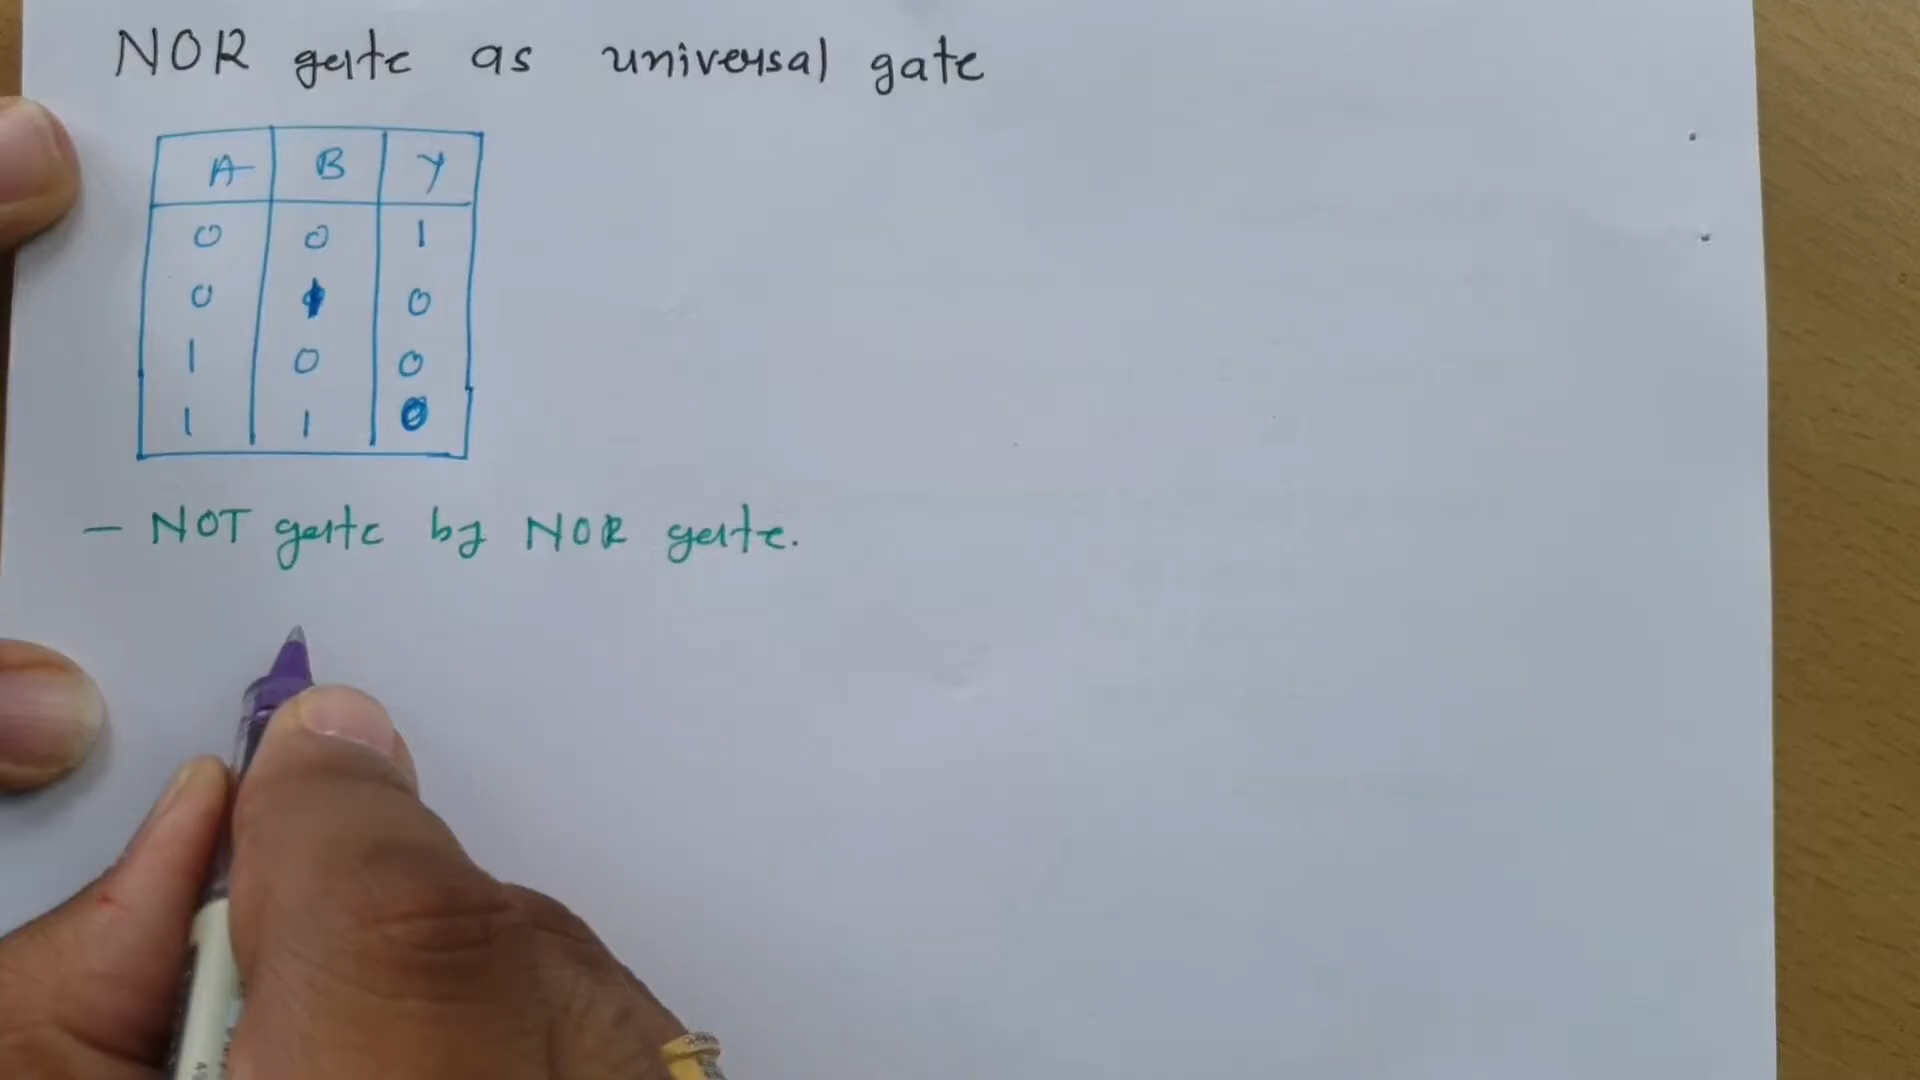 NOR gate as universal gate
A B Y
0 0 1
0 1 0
1 0 0
1 1 0
- NOT gate by NOR gate.